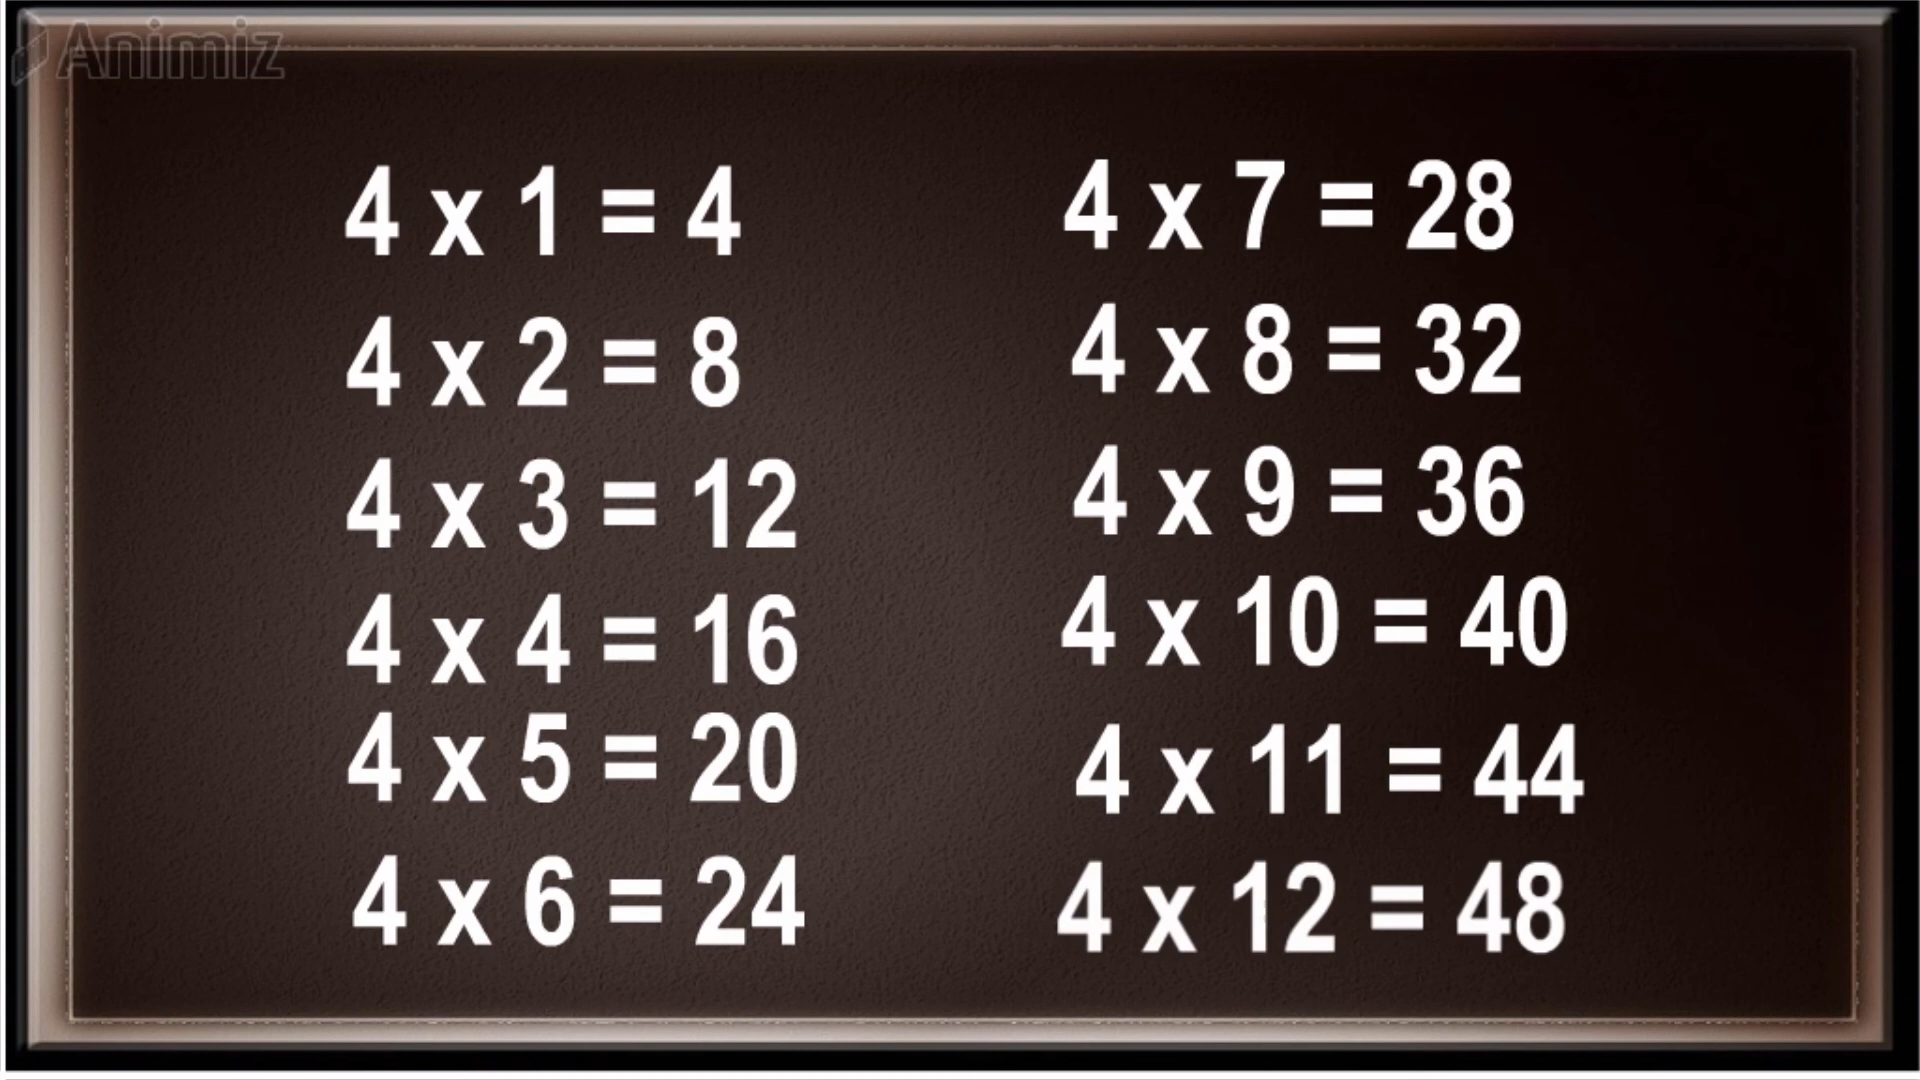 Animiz
4 x 1 = 4
4 x 2 = 8
4 x 3 = 12
4 x 4 = 16
4 x 5 = 20
4 x 6 = 24
4 x 7 = 28
4 x 8 = 32
4 x 9 = 36
4 x 10 = 40
4 x 11 = 44
4 x 12 = 48